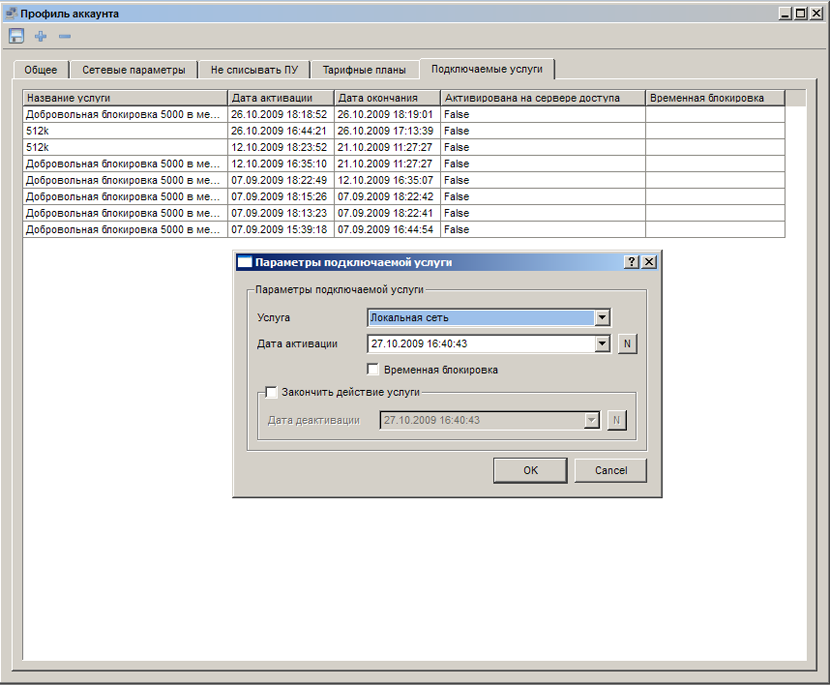 Профиль аккаунта
Общее Сетевые параметры Не списывать ПУ Тарифные планы Подключаемые услуги
Название услуги Дата активации Дата окончания Активирована на сервере доступа Временная блокировка
Добровольная блокировка 5000 в ме... 26.10.2009 18:18:52 26.10.2009 18:19:01 False
512k 26.10.2009 16:44:21 26.10.2009 17:13:39 False
512k 12.10.2009 18:23:52 21.10.2009 11:27:27 False
Добровольная блокировка 5000 в ме... 12.10.2009 16:35:10 21.10.2009 11:27:27 False
Добровольная блокировка 5000 в ме... 07.09.2009 18:22:49 12.10.2009 16:35:07 False
Добровольная блокировка 5000 в ме... 07.09.2009 18:15:26 07.09.2009 18:22:42 False
Добровольная блокировка 5000 в ме... 07.09.2009 18:13:23 07.09.2009 18:22:41 False
Добровольная блокировка 5000 в ме... 07.09.2009 15:39:18 07.09.2009 16:44:54 False
Параметры подключаемой услуги ?
Параметры подключаемой услуги
Услуга Локальная сеть
Дата активации 27.10.2009 16:40:43 N
Временная блокировка
Закончить действие услуги
Дата деактивации 27.10.2009 16:40:43 N
OK Cancel